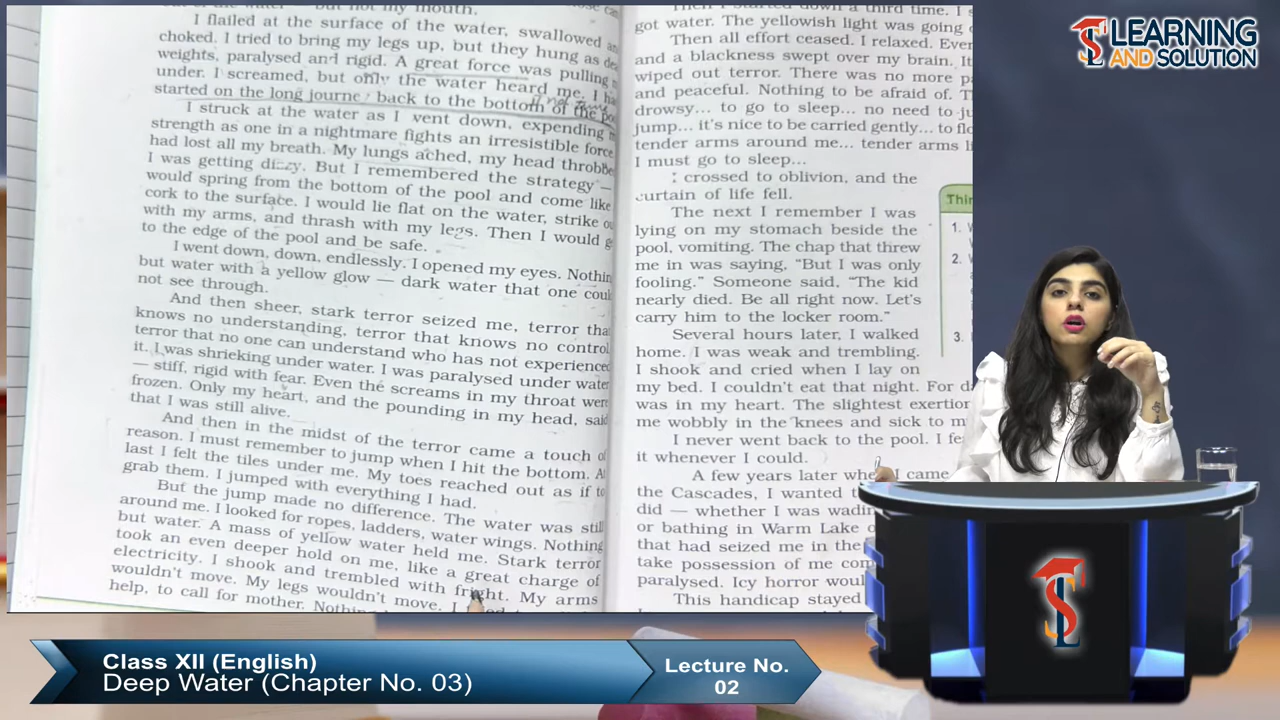 I flailed at the surface of the water, swallowed
choked. I tried to bring my legs up, but they hung as
weights, paralysed and rigid. A great force was pulling
under. I screamed, but only the water heard me. I
started on the long journe back to the bottom of the
I struck at the water as I went down, expending
strength as one in a nightmare fights an irresistible force
had lost all my breath. My lungs ached, my head
I was getting dizzy. But I remembered the strategy —
would spring from the bottom of the pool and come like
cork to the surface. I would lie flat on the water, strike
with my arms, and thrash with my legs. Then I would
to the edge of the pool and be safe.
I went down, down, endlessly. I opened my eyes.
but water with a yellow glow — dark water that one
not see through.
And then sheer, stark terror seized me, terror
knows no understanding, terror that knows no control
terror that no one can understand who has not experienced
it. I was shrieking under water. I was paralysed under water
— stiff, rigid with fear. Even the screams in my throat were
frozen. Only my heart, and the pounding in my head,
that I was still alive.
And then in the midst of the terror came a touch
reason. I must remember to jump when I hit the bottom.
last I felt the tiles under me. My toes reached out as if to
grab them. I jumped with everything I had.
But the jump made no difference. The water was still
around me. I looked for ropes, ladders, water wings. Nothing
but water. A mass of yellow water held me. Stark terror
took an even deeper hold on me, like a great charge of
electricity. I shook and trembled with fright. My arms
wouldn't move. My legs wouldn't move. I
help, to call for mother.
got water. The yellowish light was going
Then all effort ceased. I relaxed.
and a blackness swept over my brain. It
wiped out terror. There was no more
and peaceful. Nothing to be afraid of.
drowsy... to go to sleep... no need to
jump... it's nice to be carried gently... to
tender arms around me... tender arms
I must go to sleep...
crossed to oblivion, and the
curtain of life fell.
The next I remember I was
lying on my stomach beside the
pool, vomiting. The chap that threw
me in was saying, “But I was only
fooling.” Someone said, “The kid
nearly died. Be all right now. Let's
carry him to the locker room.”
Several hours later, I walked
home. I was weak and trembling.
I shook and cried when I lay on
my bed. I couldn't eat that night. For
was in my heart. The slightest exertion
me wobbly in the knees and sick to
I never went back to the pool. I
it whenever I could.
A few years later when I came
the Cascades, I wanted
did — whether I was
or bathing in Warm Lake
that had seized me in the
take possession of me
paralysed. Icy horror
This handicap stayed
1.
2.
3.
LEARNING
AND SOLUTION
Class XII (English)
Deep Water (Chapter No. 03)
Lecture No.
02